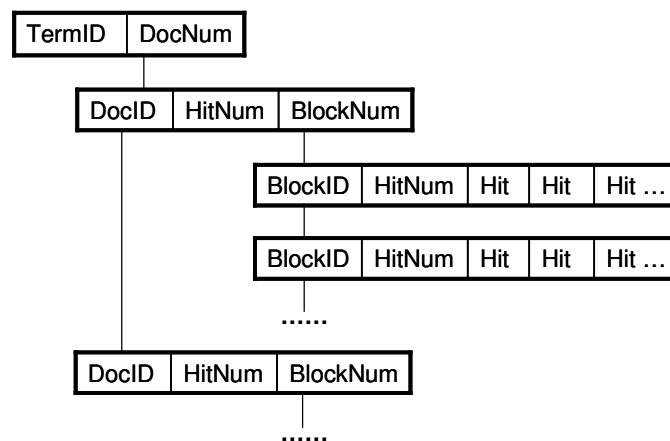 TermID DocNum
DocID HitNum BlockNum
BlockID HitNum Hit Hit Hit ...
BlockID HitNum Hit Hit Hit ...
......
DocID HitNum BlockNum
......